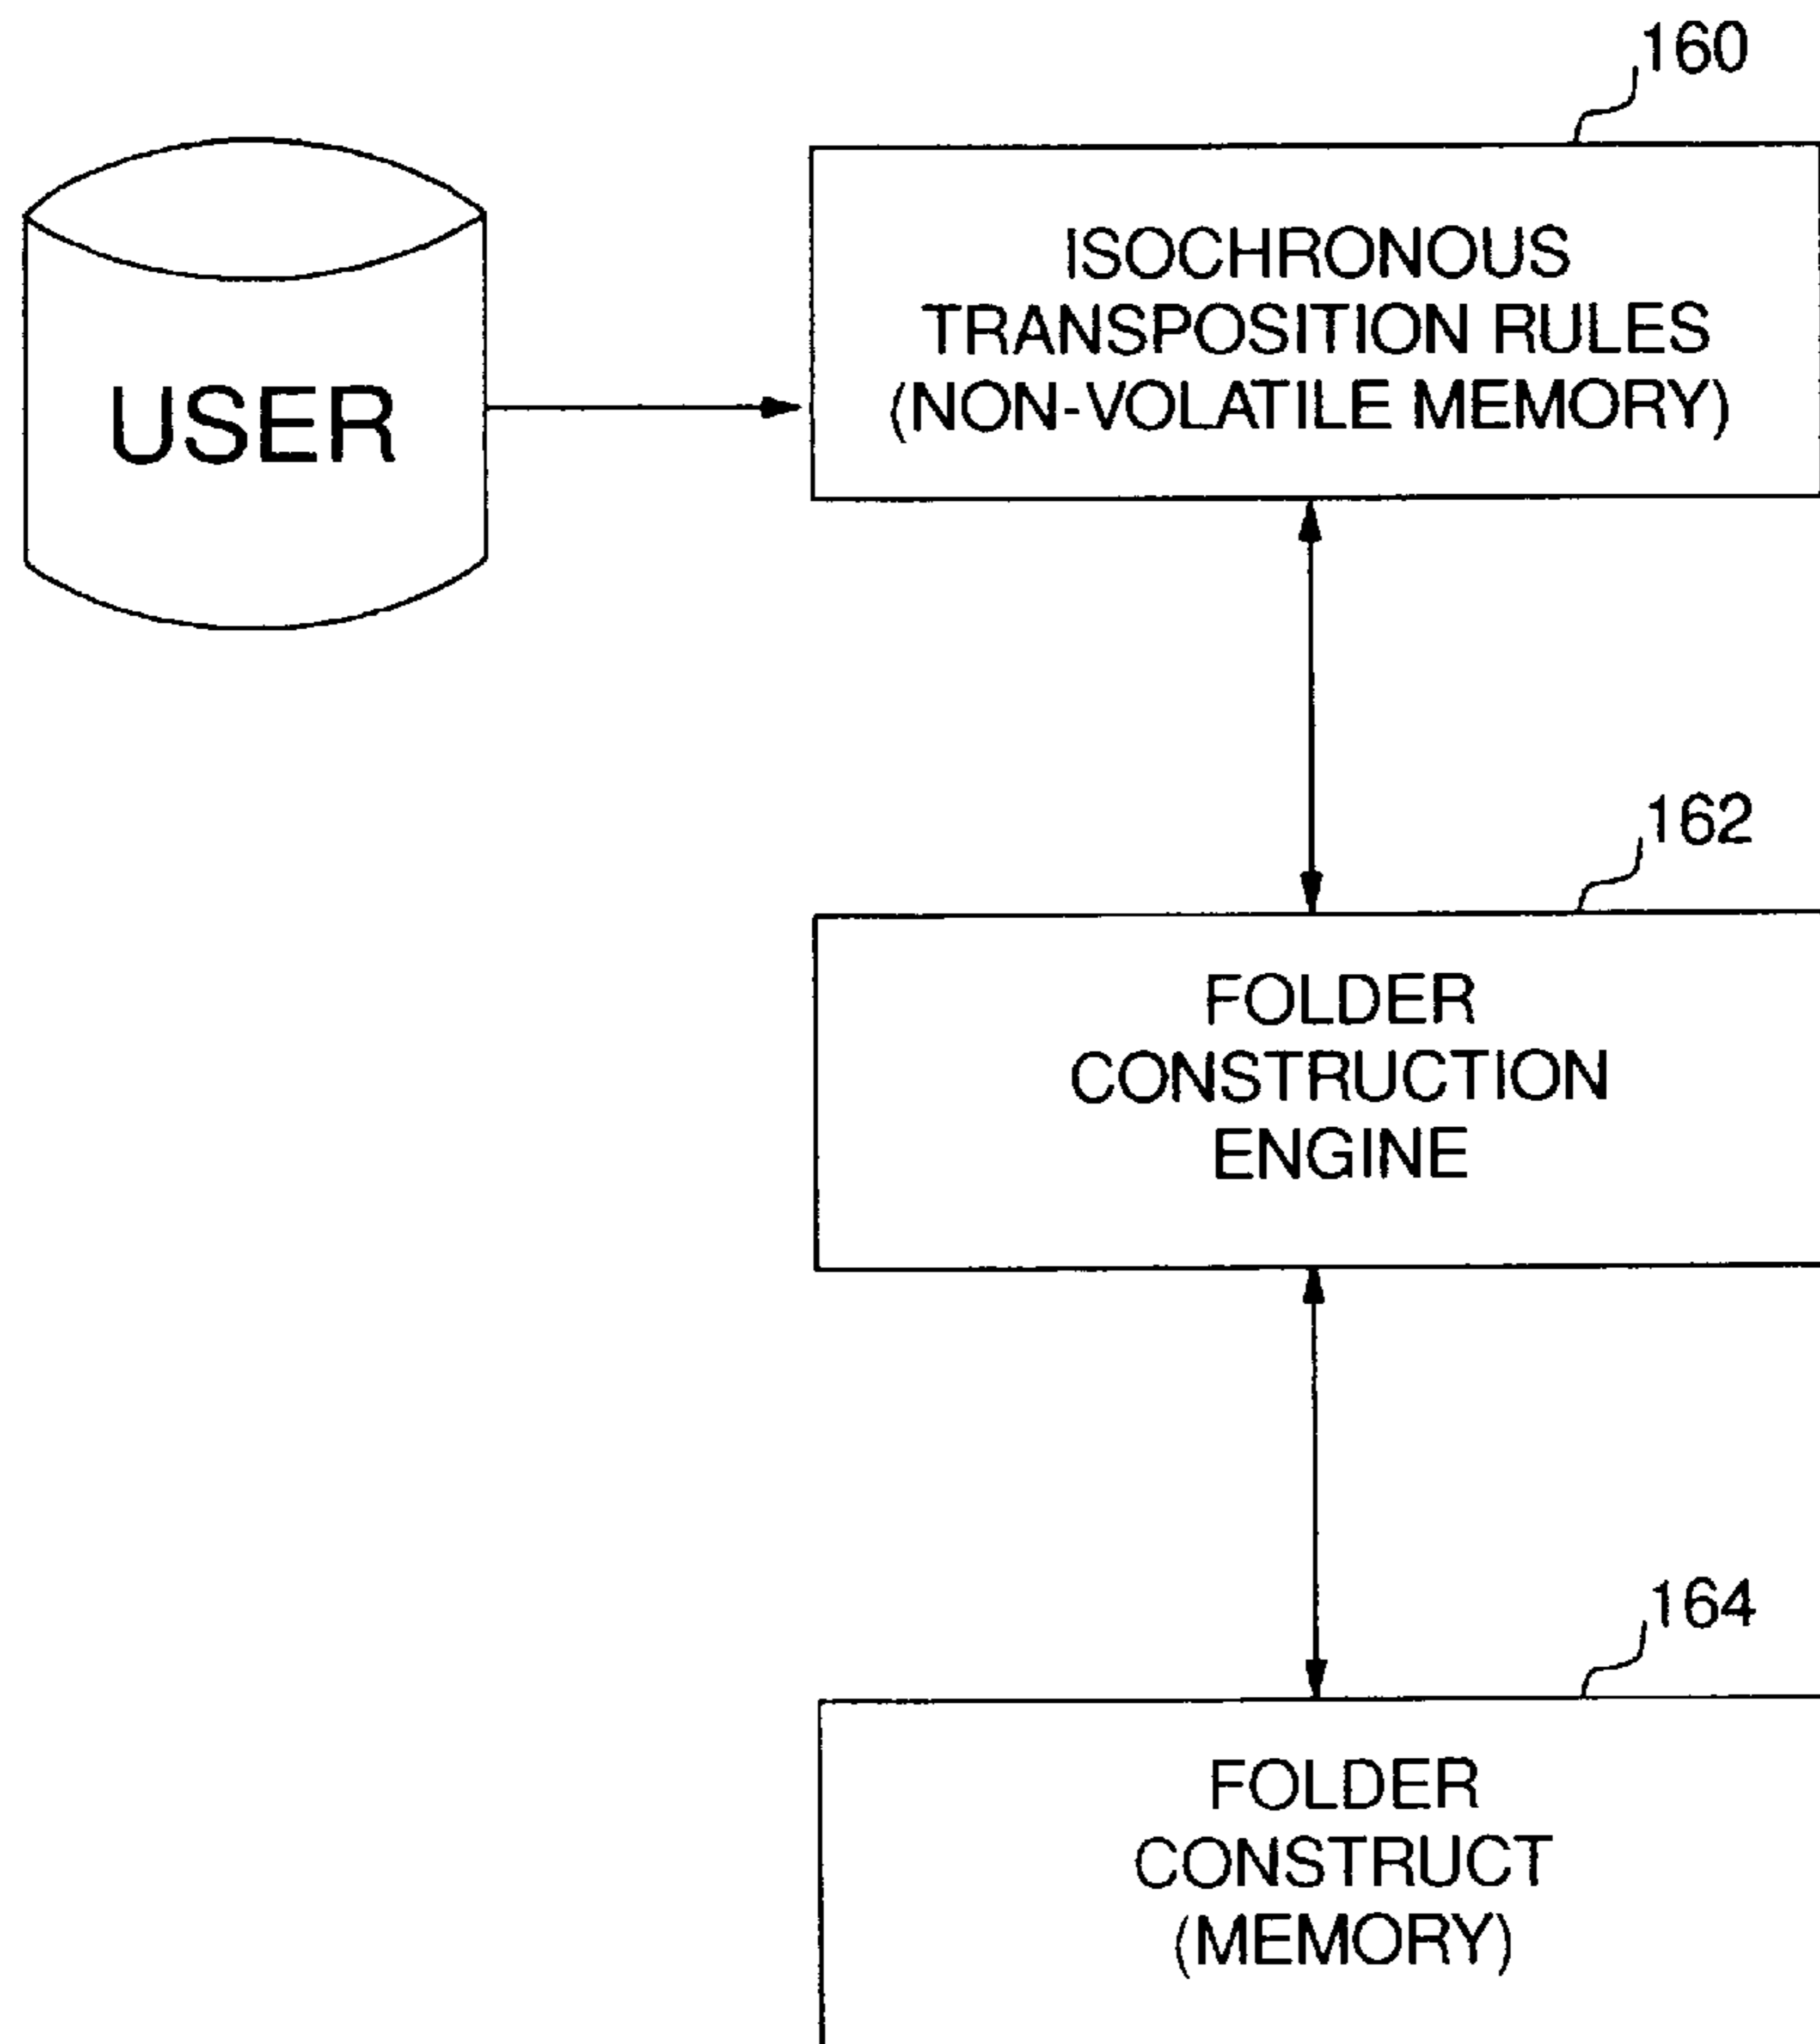 160
USER
ISOCHRONOUS
TRANSPOSITION RULES
(NON-VOLATILE MEMORY)
162
FOLDER
CONSTRUCTION
ENGINE
164
FOLDER
CONSTRUCT
(MEMORY)